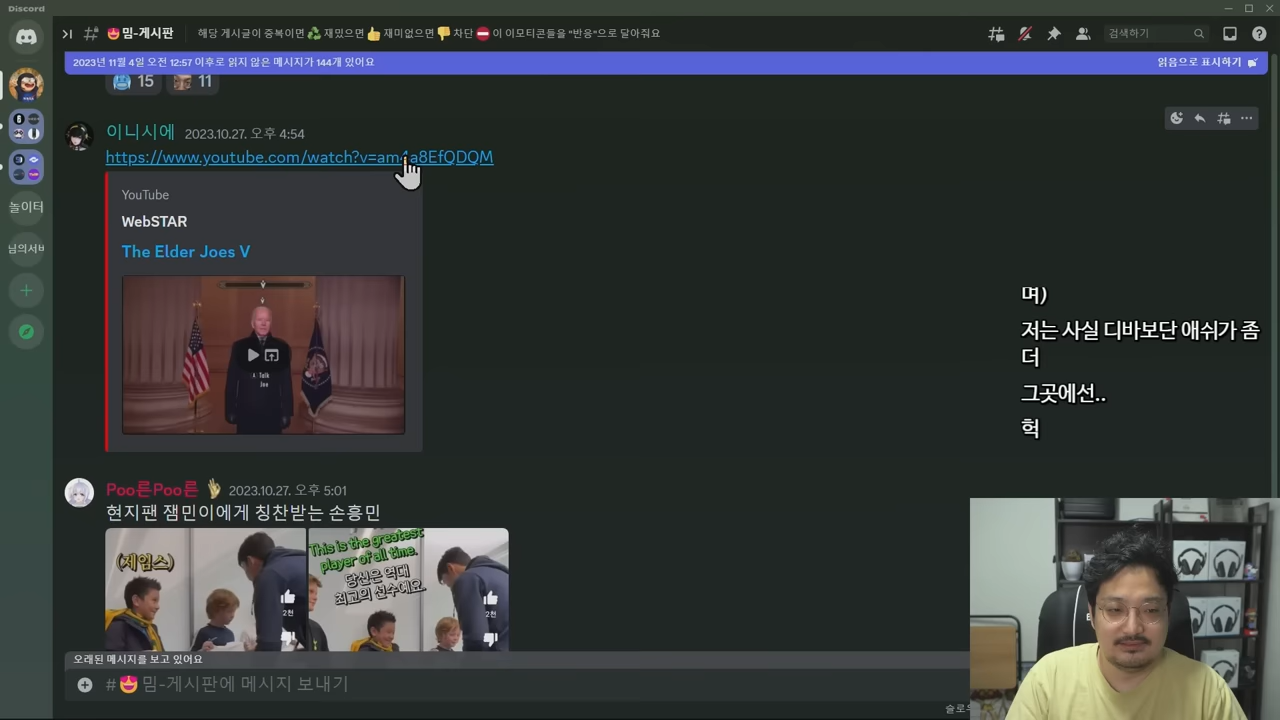 Discord
밈-게시판
해당 게시글이 중복이면 ♻️ 재밌으면 👍 재미없으면 👎 차단 ⛔ 이 이모티콘들을 "반응"으로 달아줘요
검색하기
2023년 11월 4일 오전 12:57 이후로 읽지 않은 메시지가 144개 있어요
읽음으로 표시하기
15
11
이니시에 2023.10.27. 오후 4:54
https://www.youtube.com/watch?v=am4a8EfQDQM
YouTube
WebSTAR
The Elder Joes V
Talk
Joe
놀이터
님의서버
며)
저는 사실 디바보단 애쉬가 좀
더
그곳에선..
헉
Poo른Poo른 2023.10.27. 오후 5:01
현지팬 잼민이에게 칭찬받는 손흥민
(제임스)
This is the greatest
player of all time.
당신은 역대
최고의 선수에요
2천
2천
오래된 메시지를 보고 있어요
#😍밈-게시판에 메시지 보내기
슬로우